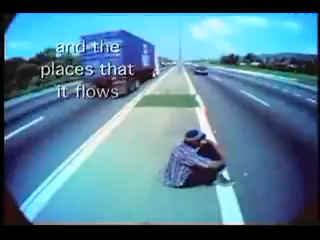 and the
places that
it flows